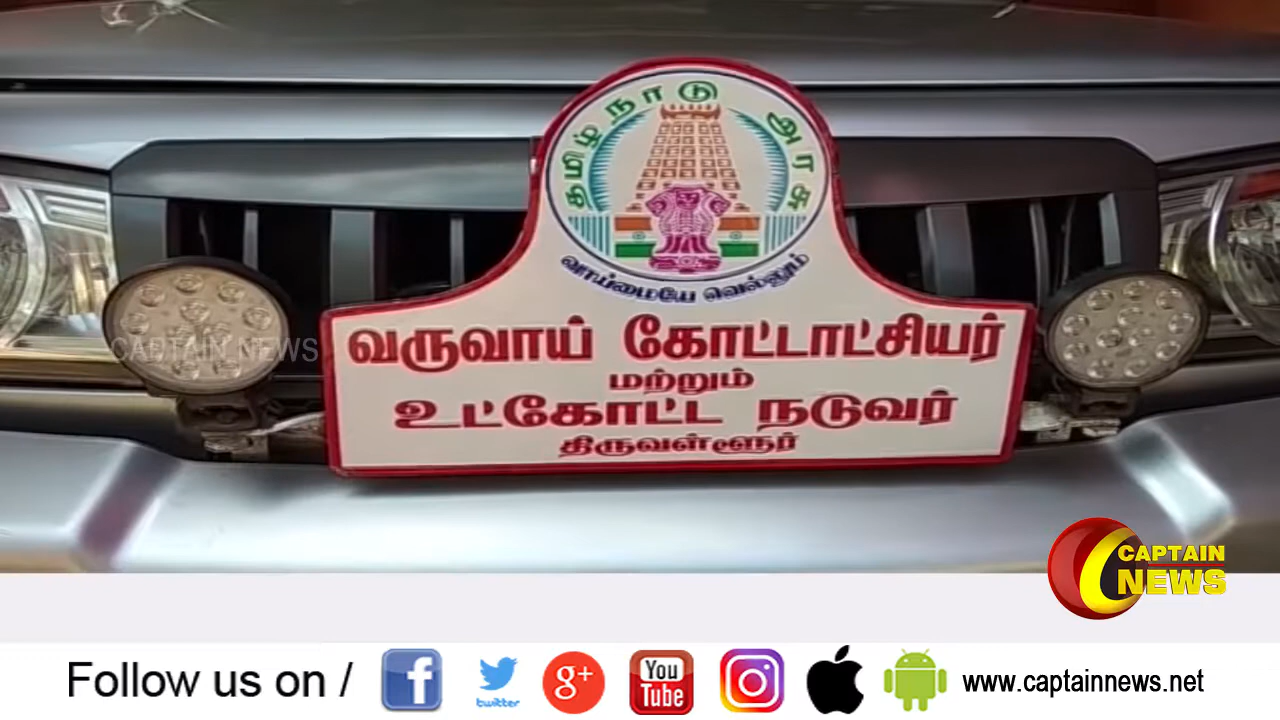 தமிழ் நாடு அரசு
வாய்மையே வெல்லும்
வருவாய் கோட்டாட்சியர்
மற்றும்
உட்கோட்ட நடுவர்
திருவள்ளூர்
CAPTAIN NEWS
CAPTAIN
NEWS
Follow us on /
twitter
g+
You
Tube
www.captainnews.net